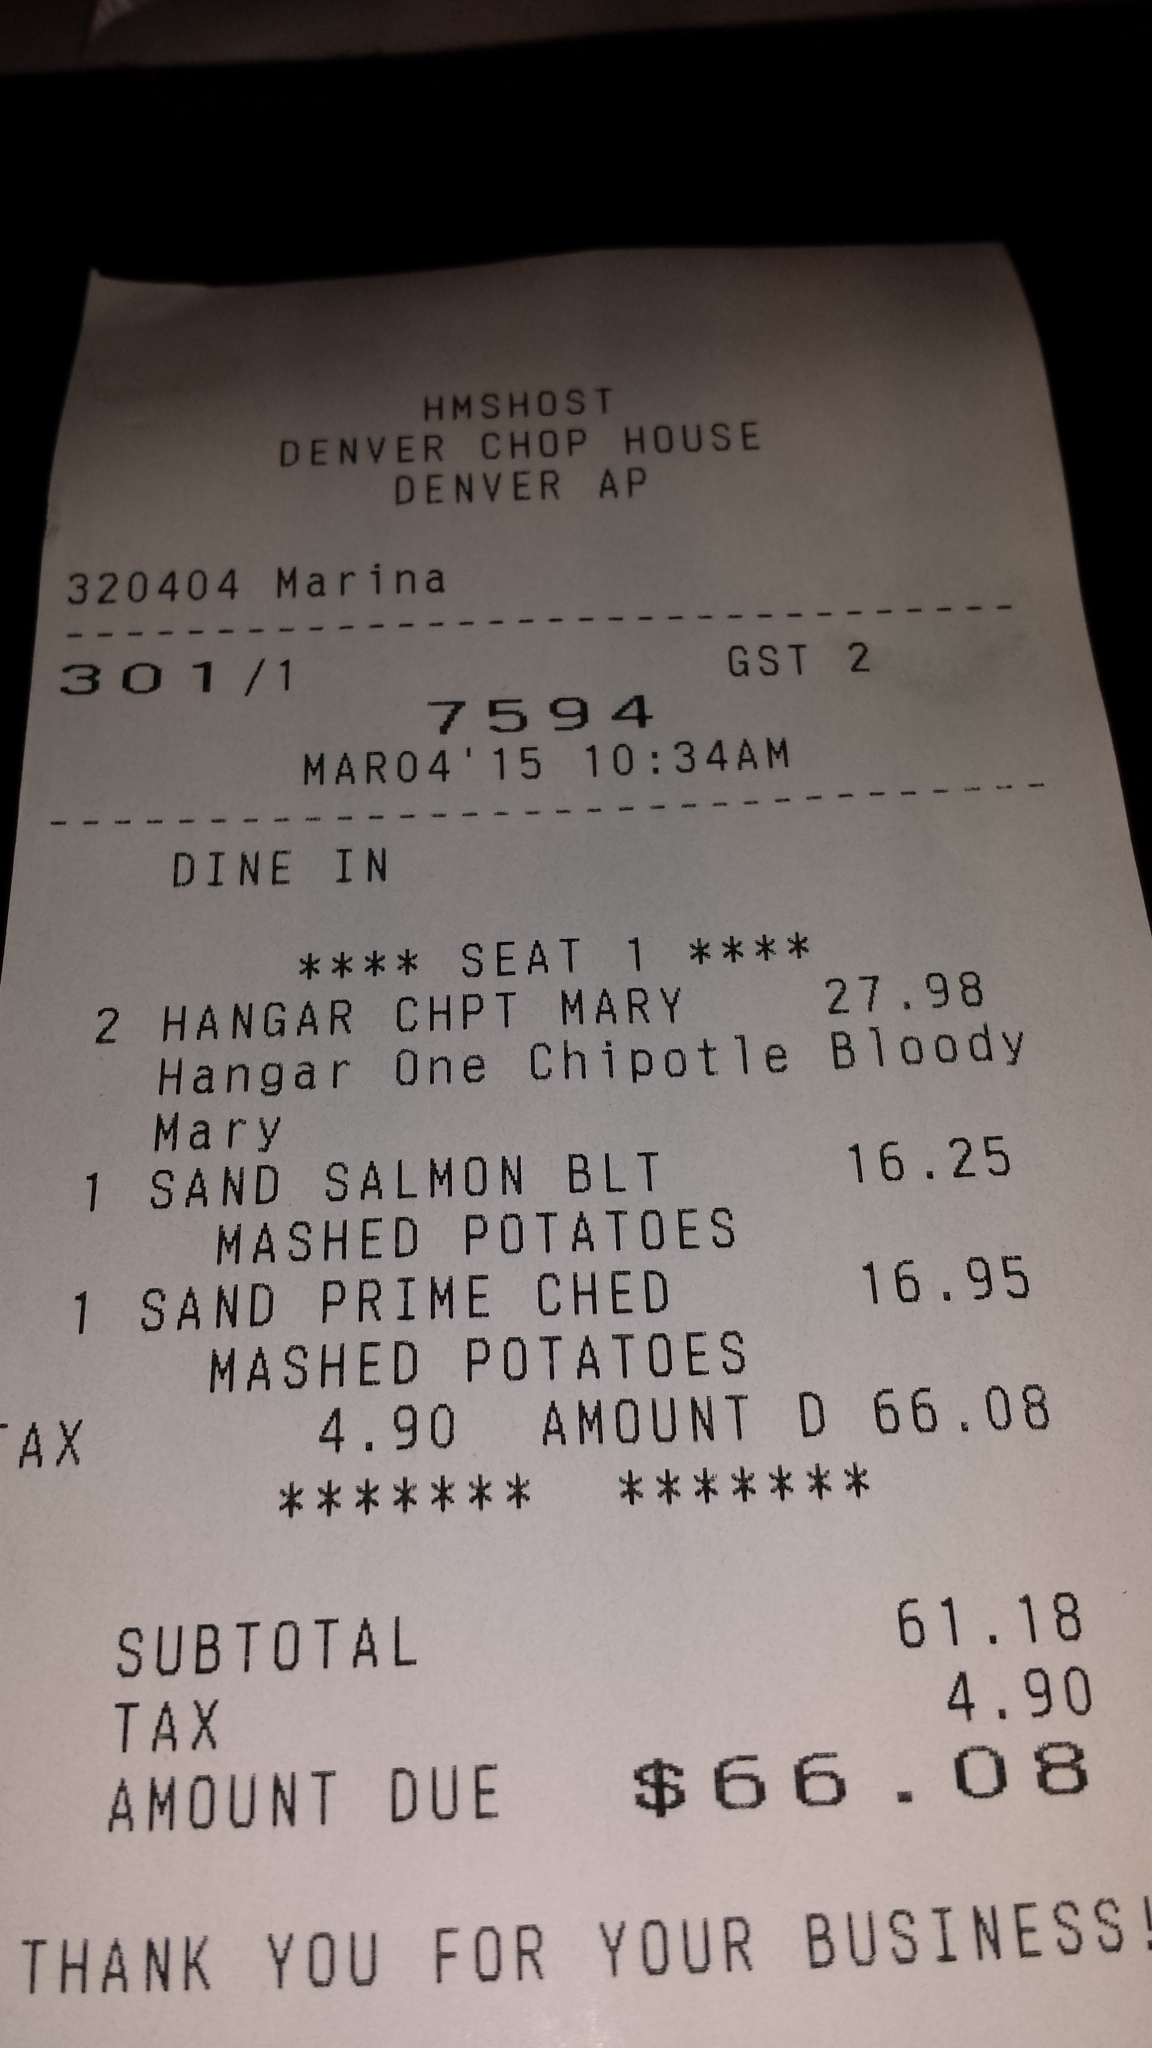 HMSHOST
DENVER CHOP HOUSE
DENVER AP
320404 Marina
301/1 GST 2
7594
MAR04'15 10:34AM
DINE IN
**** SEAT 1 ****
2 HANGAR CHPT MARY 27.98
Hangar One Chipotle Bloody
Mary
1 SAND SALMON BLT 16.25
MASHED POTATOES
1 SAND PRIME CHED 16.95
MASHED POTATOES
TAX 4.90 AMOUNT D 66.08
******* *******
SUBTOTAL 61.18
TAX 4.90
AMOUNT DUE $66.08
THANK YOU FOR YOUR BUSINESS!